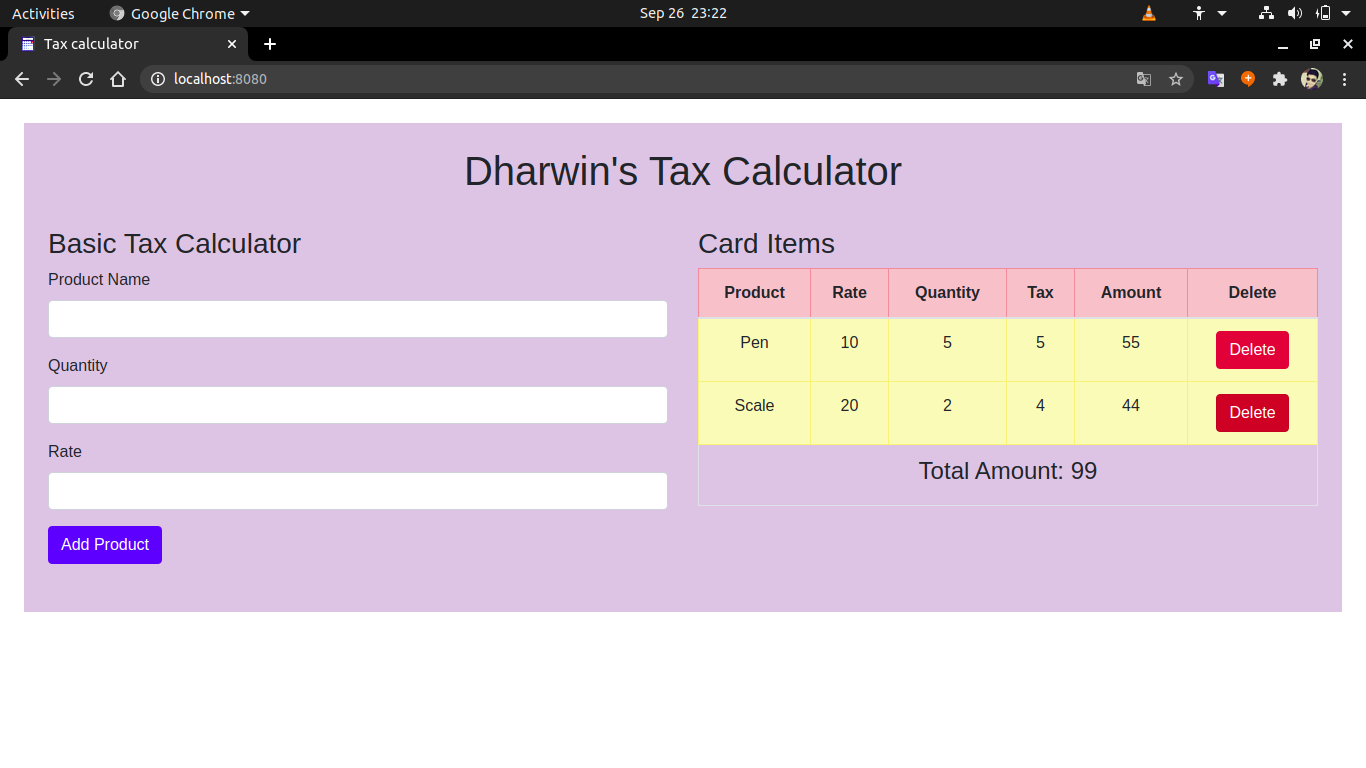 Activities Google Chrome Sep 26 23:22
Tax calculator
localhost:8080
Dharwin's Tax Calculator
Basic Tax Calculator
Product Name
Quantity
Rate
Add Product
Card Items
Product Rate Quantity Tax Amount Delete
Pen 10 5 5 55 Delete
Scale 20 2 4 44 Delete
Total Amount: 99